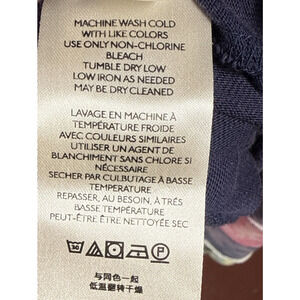 MACHINE WASH COLD
WITH LIKE COLORS
USE ONLY NON-CHLORINE
BLEACH
TUMBLE DRY LOW
LOW IRON AS NEEDED
MAY BE DRY CLEANED
LAVAGE EN MACHINE À
TEMPÉRATURE FROIDE
AVEC COULEURS SIMILAIRES
UTILISER UN AGENT DE
BLANCHIMENT SANS CHLORE SI
NÉCESSAIRE
SECHER PAR CULBUTAGE À BASSE
TEMPERATURE
REPASSER, AU BESOIN, À TRÈS
BASSE TEMPÉRATURE
PEUT-ÊTRE ÊTRE NETTOYÉE SEC
P
与同色一起
低温翻转干燥